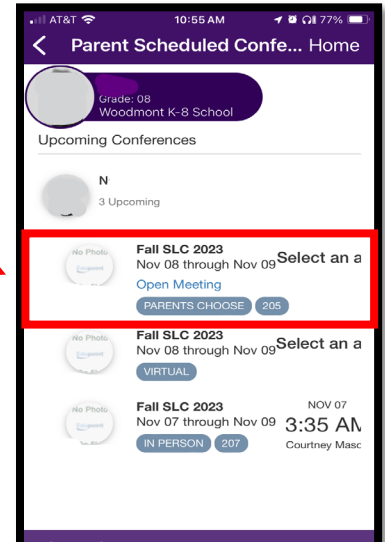 AT&T 10:55 AM 77%
Parent Scheduled Confe... Home
Grade: 08
Woodmont K-8 School
Upcoming Conferences
N
3 Upcoming
No Photo
Fall SLC 2023
Nov 08 through Nov 09 Select an a
Open Meeting
PARENTS CHOOSE 205
No Photo
Fall SLC 2023
Nov 08 through Nov 09 Select an a
VIRTUAL
No Photo
Fall SLC 2023 NOV 07
Nov 07 through Nov 09 3:35 AM
IN PERSON 207 Courtney Masc